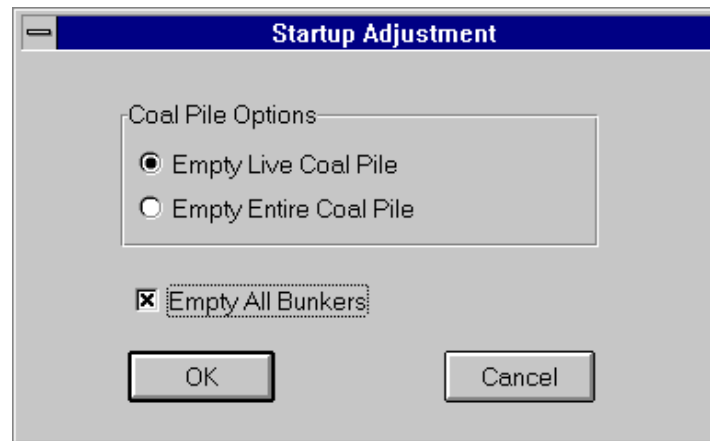 Startup Adjustment
Coal Pile Options
Empty Live Coal Pile
Empty Entire Coal Pile
Empty All Bunkers
OK
Cancel